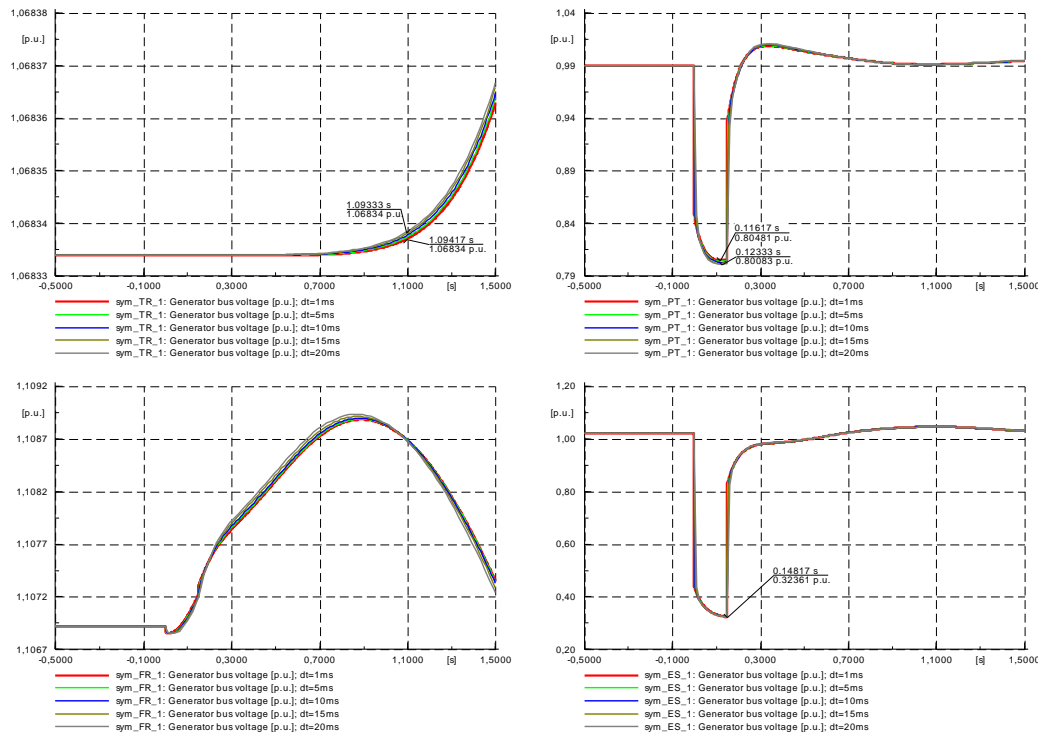 1,06838
[p.u.]
1,06837
1,06836
1,06835
1,06834
1,06833
1.09333 s
1.06834 p.u.
1.09417 s
1.06834 p.u.
-0,5000 -0,1000 0,3000 0,7000 1,1000 [s] 1,5000
sym_TR_1: Generator bus voltage [p.u.]; dt=1ms
sym_TR_1: Generator bus voltage [p.u.]; dt=5ms
sym_TR_1: Generator bus voltage [p.u.]; dt=10ms
sym_TR_1: Generator bus voltage [p.u.]; dt=15ms
sym_TR_1: Generator bus voltage [p.u.]; dt=20ms
1,04
[p.u.]
0,99
0,94
0,89
0,84
0,79
0.11617 s
0.80481 p.u.
0.12333 s
0.80083 p.u.
-0,5000 -0,1000 0,3000 0,7000 1,1000 [s] 1,5000
sym_PT_1: Generator bus voltage [p.u.]; dt=1ms
sym_PT_1: Generator bus voltage [p.u.]; dt=5ms
sym_PT_1: Generator bus voltage [p.u.]; dt=10ms
sym_PT_1: Generator bus voltage [p.u.]; dt=15ms
sym_PT_1: Generator bus voltage [p.u.]; dt=20ms
1,1092
[p.u.]
1,1087
1,1082
1,1077
1,1072
1,1067
-0,5000 -0,1000 0,3000 0,7000 1,1000 [s] 1,5000
sym_FR_1: Generator bus voltage [p.u.]; dt=1ms
sym_FR_1: Generator bus voltage [p.u.]; dt=5ms
sym_FR_1: Generator bus voltage [p.u.]; dt=10ms
sym_FR_1: Generator bus voltage [p.u.]; dt=15ms
sym_FR_1: Generator bus voltage [p.u.]; dt=20ms
1,20
[p.u.]
1,00
0,80
0,60
0,40
0,20
0.14817 s
0.32361 p.u.
-0,5000 -0,1000 0,3000 0,7000 1,1000 [s] 1,5000
sym_ES_1: Generator bus voltage [p.u.]; dt=1ms
sym_ES_1: Generator bus voltage [p.u.]; dt=5ms
sym_ES_1: Generator bus voltage [p.u.]; dt=10ms
sym_ES_1: Generator bus voltage [p.u.]; dt=15ms
sym_ES_1: Generator bus voltage [p.u.]; dt=20ms